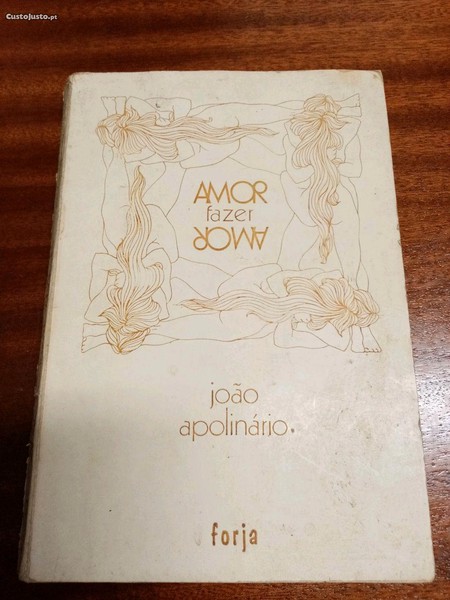 CustoJusto.pt
AMOR
fazer
AMOR
joão
apolinário
forja